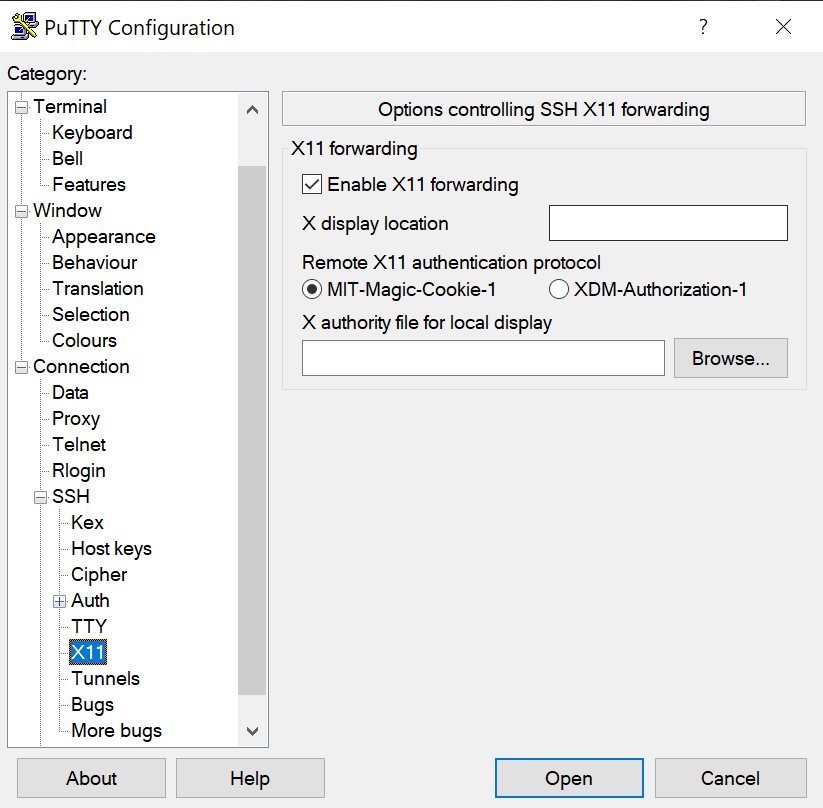 PuTTY Configuration
?
Category:
Terminal
Keyboard
Bell
Features
Window
Appearance
Behaviour
Translation
Selection
Colours
Connection
Data
Proxy
Telnet
Rlogin
SSH
Kex
Host keys
Cipher
Auth
TTY
X11
Tunnels
Bugs
More bugs
Options controlling SSH X11 forwarding
X11 forwarding
Enable X11 forwarding
X display location
Remote X11 authentication protocol
MIT-Magic-Cookie-1 XDM-Authorization-1
X authority file for local display
Browse...
About Help Open Cancel